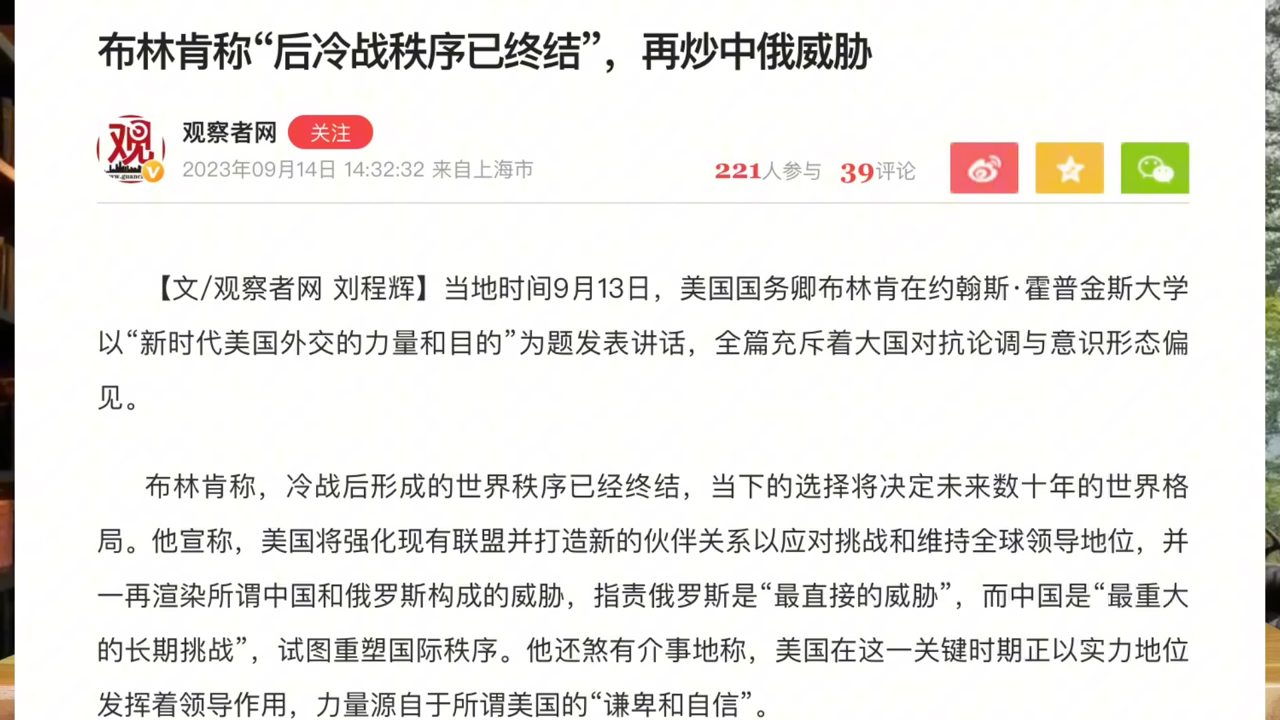 布林肯称“后冷战秩序已终结”，再炒中俄威胁
观
www.guanc
观察者网 关注
2023年09月14日 14:32:32 来自上海市
221人参与 39评论
【文/观察者网 刘程辉】当地时间9月13日，美国国务卿布林肯在约翰斯·霍普金斯大学
以“新时代美国外交的力量和目的”为题发表讲话，全篇充斥着大国对抗论调与意识形态偏
见。
布林肯称，冷战后形成的世界秩序已经终结，当下的选择将决定未来数十年的世界格
局。他宣称，美国将强化现有联盟并打造新的伙伴关系以应对挑战和维持全球领导地位，并
一再渲染所谓中国和俄罗斯构成的威胁，指责俄罗斯是“最直接的威胁”，而中国是“最重大
的长期挑战”，试图重塑国际秩序。他还煞有介事地称，美国在这一关键时期正以实力地位
发挥着领导作用，力量源自于所谓美国的“谦卑和自信”。